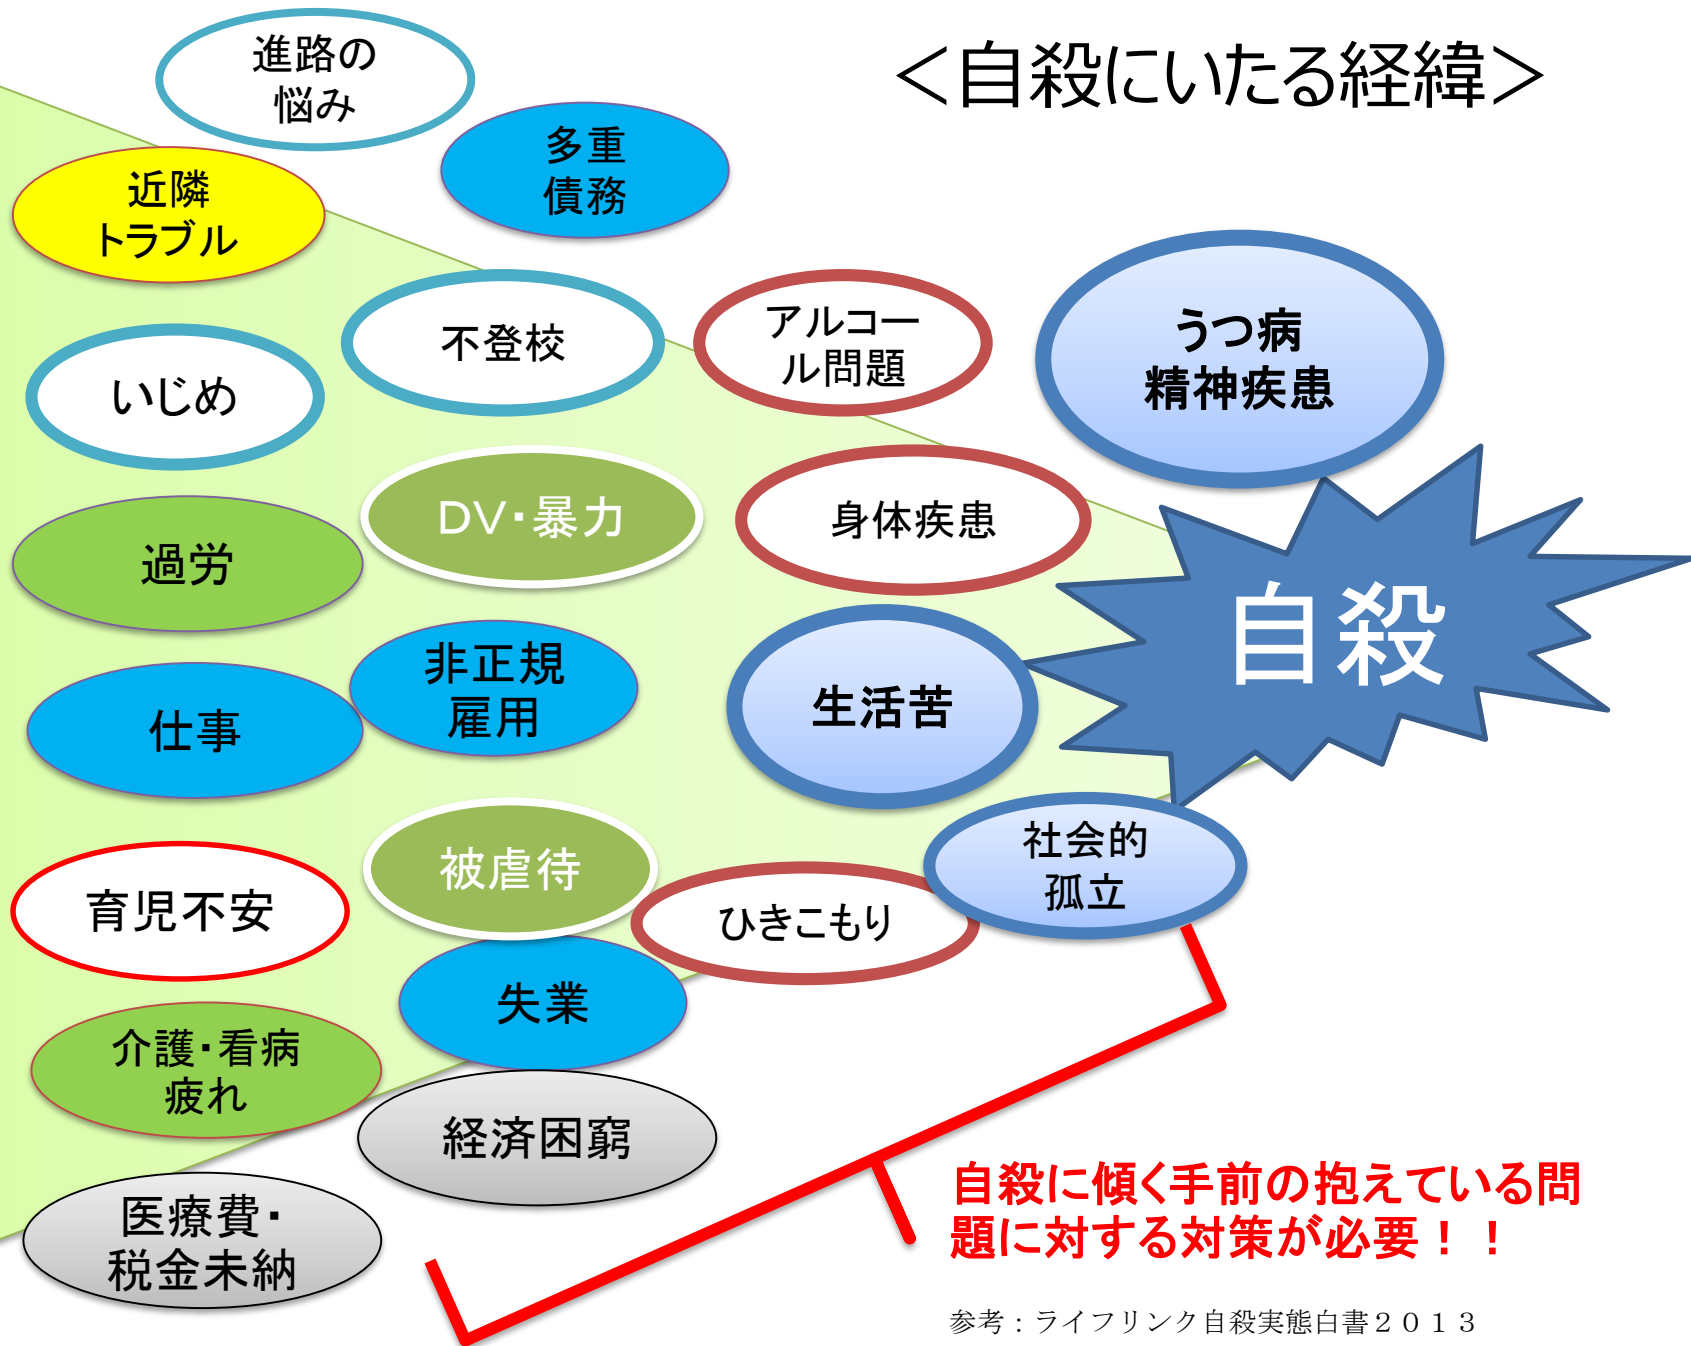 ＜自殺にいたる経緯＞
進路の
悩み
多重
債務
近隣
トラブル
不登校
アルコー
ル問題
うつ病
精神疾患
いじめ
DV・暴力
身体疾患
過労
自殺
非正規
雇用
生活苦
仕事
社会的
孤立
被虐待
育児不安
ひきこもり
失業
介護・看病
疲れ
経済困窮
医療費・
税金未納
自殺に傾く手前の抱えている問
題に対する対策が必要！！
参考：ライフリンク自殺実態白書２０１３